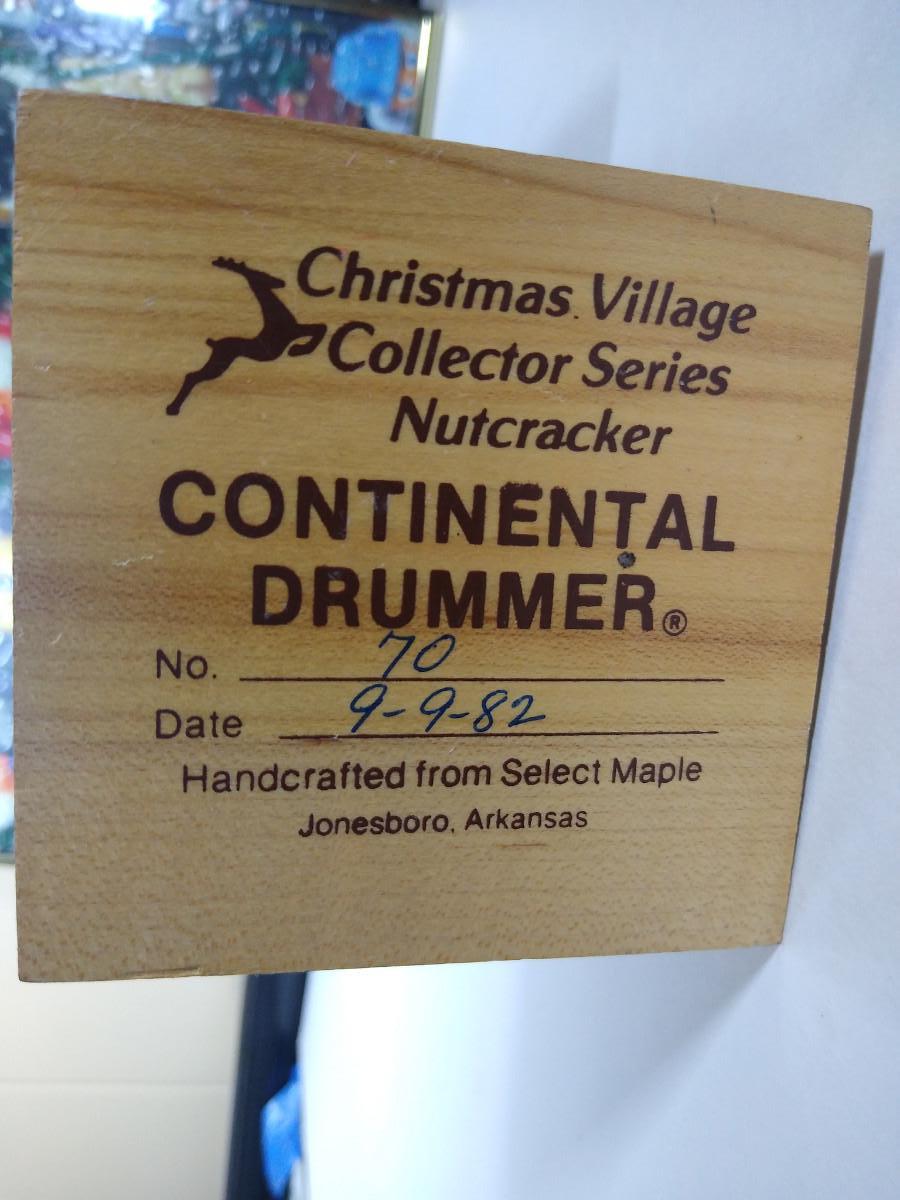 Christmas Village
Collector Series
Nutcracker
CONTINENTAL
DRUMMER®
No. 70
Date 9-9-82
Handcrafted from Select Maple
Jonesboro, Arkansas